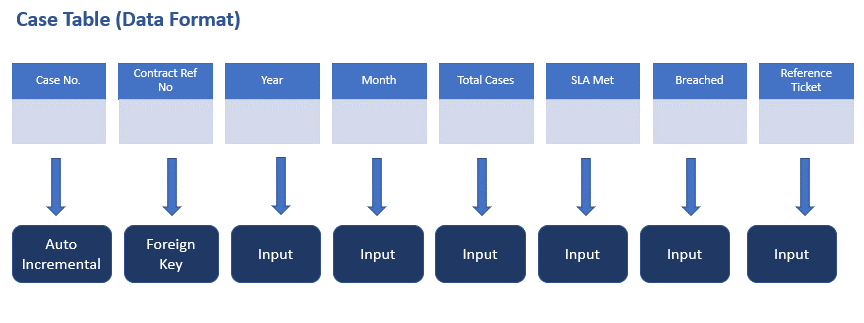 Case Table (Data Format)
Case No.
Contract Ref
No
Year
Month
Total Cases
SLA Met
Breached
Reference
Ticket
Auto
Incremental
Foreign
Key
Input
Input
Input
Input
Input
Input